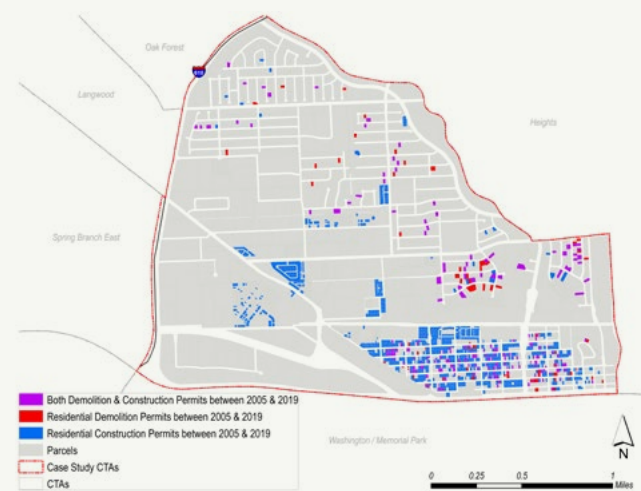 Oak Forest
610
Langwood
Heights
Spring Branch East
Both Demolition & Construction Permits between 2005 & 2019
Residential Demolition Permits between 2005 & 2019
Residential Construction Permits between 2005 & 2019
Parcels
Case Study CTAs
CTAs
Washington / Memorial Park
N
0 0.25 0.5 1
Miles